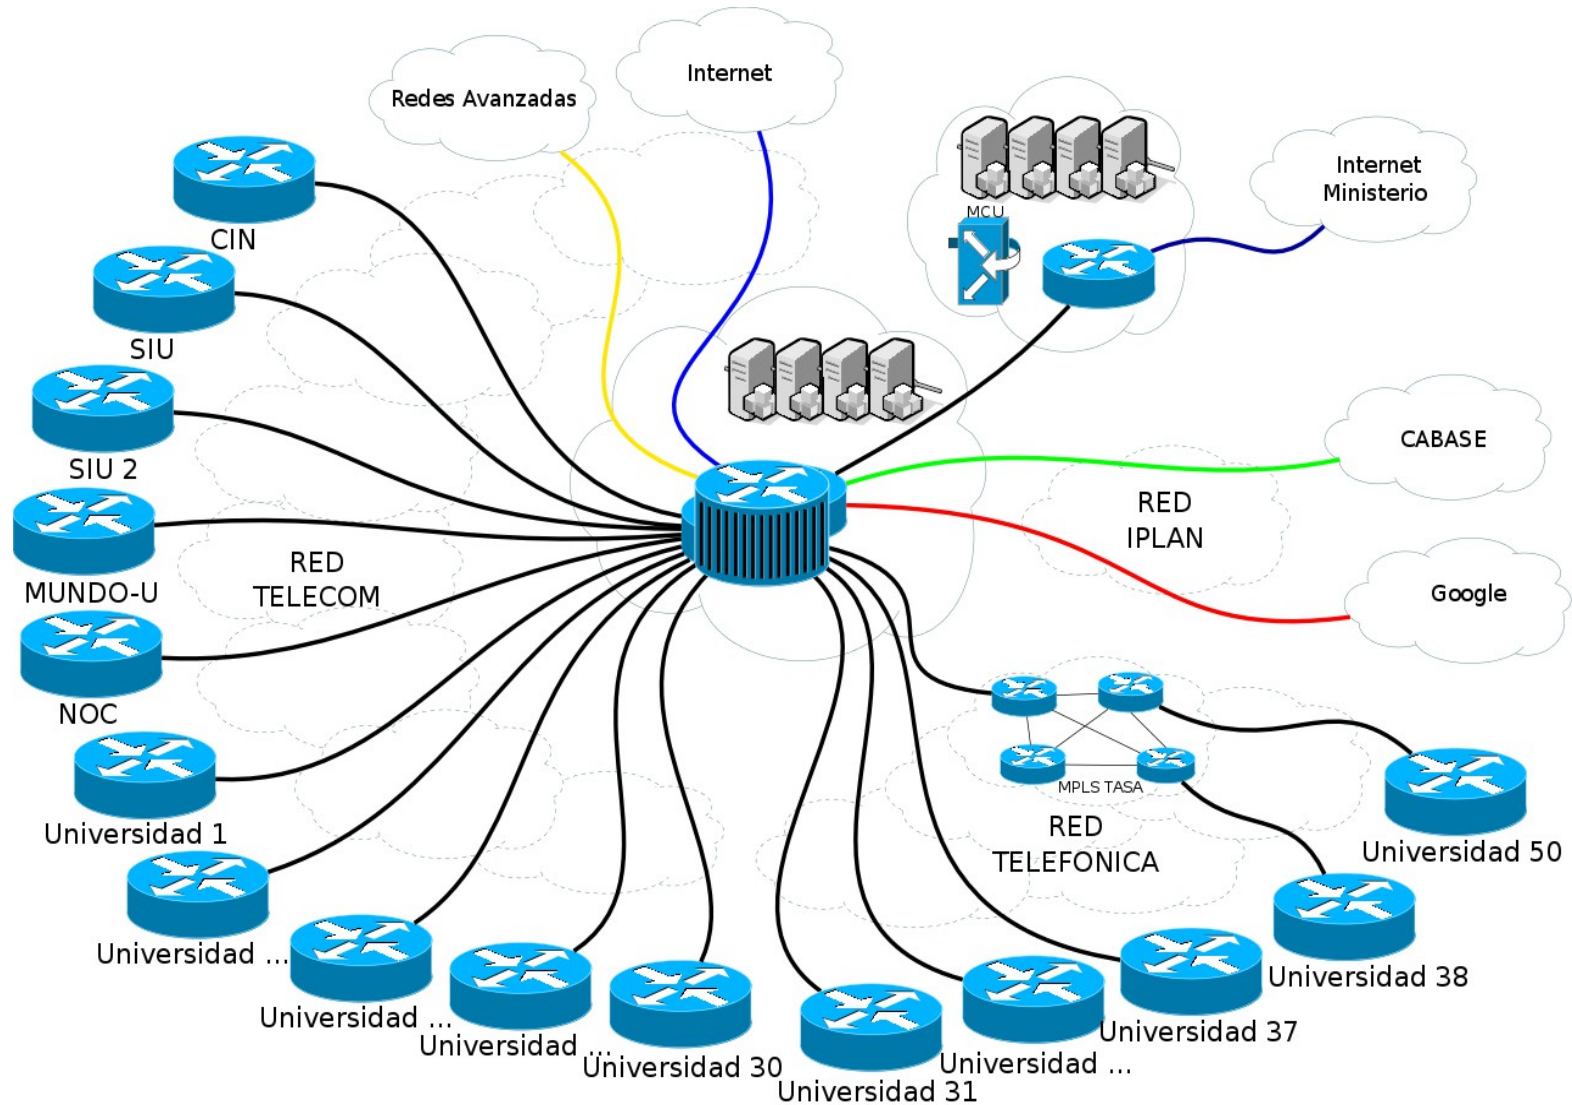 Internet
Redes Avanzadas
Internet
Ministerio
MCU
CIN
SIU
SIU 2
MUNDO-U
NOC
RED
TELECOM
CABASE
RED
IPLAN
Google
MPLS TASA
RED
TELEFONICA
Universidad 1
Universidad ...
Universidad ...
Universidad ...
Universidad 30
Universidad 31
Universidad ...
Universidad 37
Universidad 38
Universidad 50